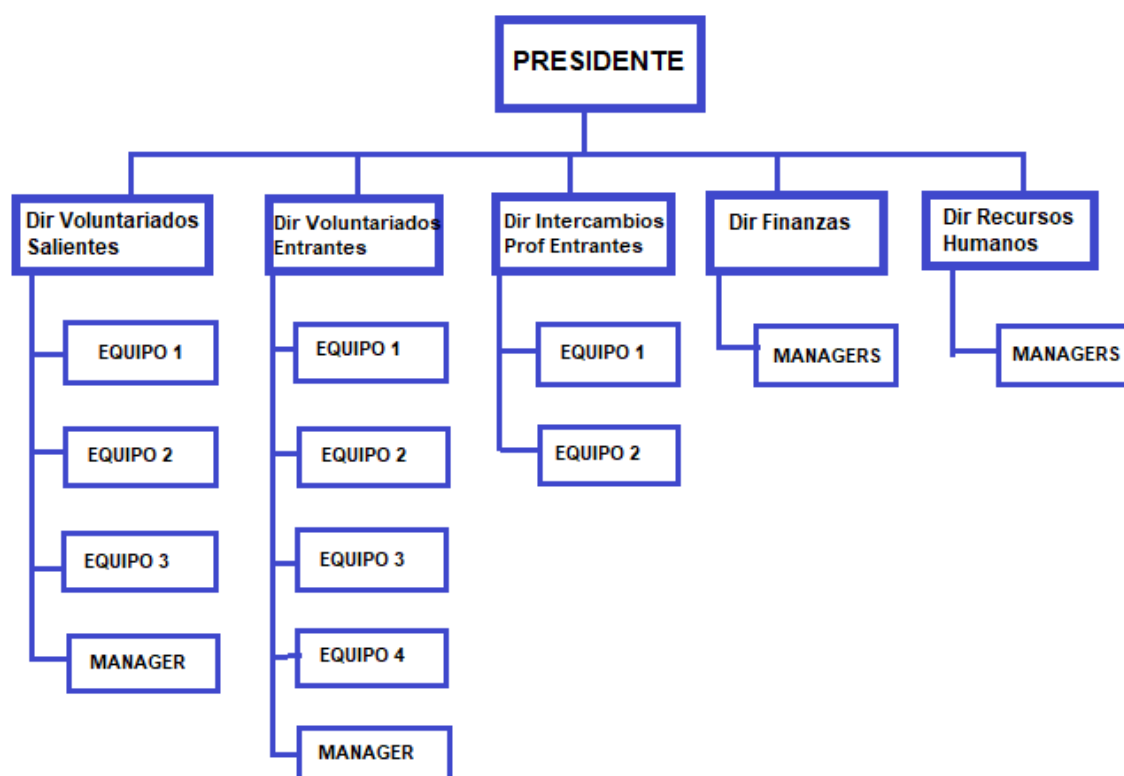 PRESIDENTE
Dir Voluntariados
Salientes
Dir Voluntariados
Entrantes
Dir Intercambios
Prof Entrantes
Dir Finanzas
Dir Recursos
Humanos
EQUIPO 1
EQUIPO 2
EQUIPO 3
MANAGER
EQUIPO 1
EQUIPO 2
EQUIPO 3
EQUIPO 4
MANAGER
EQUIPO 1
EQUIPO 2
MANAGERS
MANAGERS